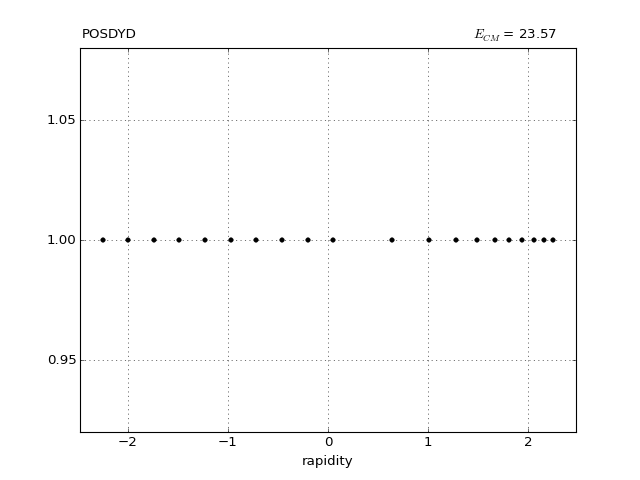 POSDYD
E_CM = 23.57
1.05
1.00
0.95
−2 −1 0 1 2
rapidity